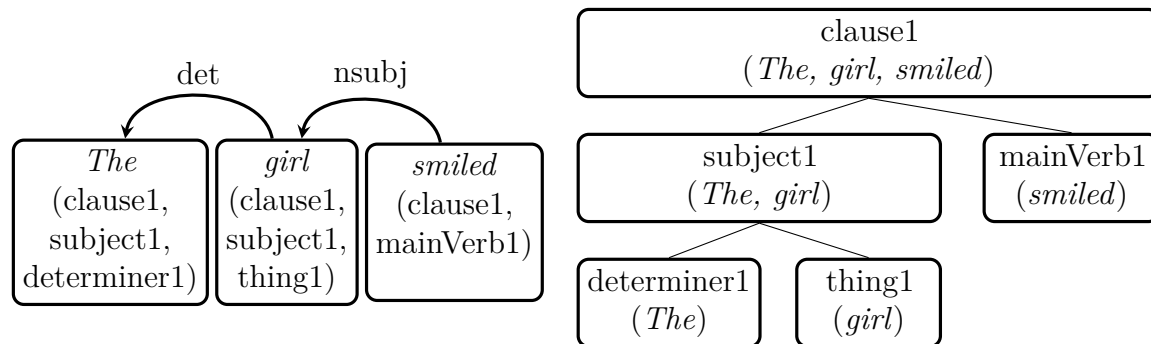 det
nsubj
The
(clause1,
subject1,
determiner1)
girl
(clause1,
subject1,
thing1)
smiled
(clause1,
mainVerb1)
clause1
(The, girl, smiled)
subject1
(The, girl)
mainVerb1
(smiled)
determiner1
(The)
thing1
(girl)